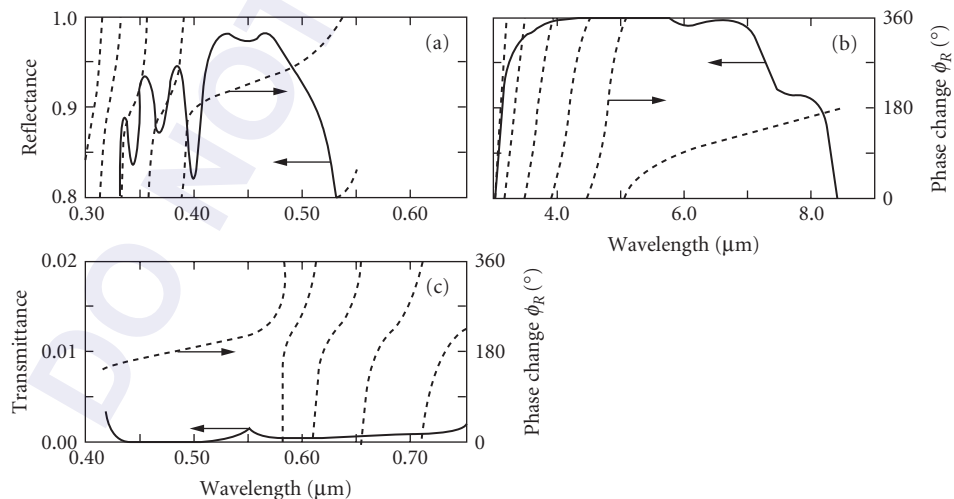 1.0
0.9
0.8
Reflectance
0.30
0.40
0.50
0.60
(a)
360
180
0
Phase change ϕR (°)
(b)
4.0
6.0
8.0
Wavelength (μm)
0.02
0.01
0.00
Transmittance
0.40
0.50
0.60
0.70
Wavelength (μm)
(c)
360
180
0
Phase change ϕR (°)
DO NOT